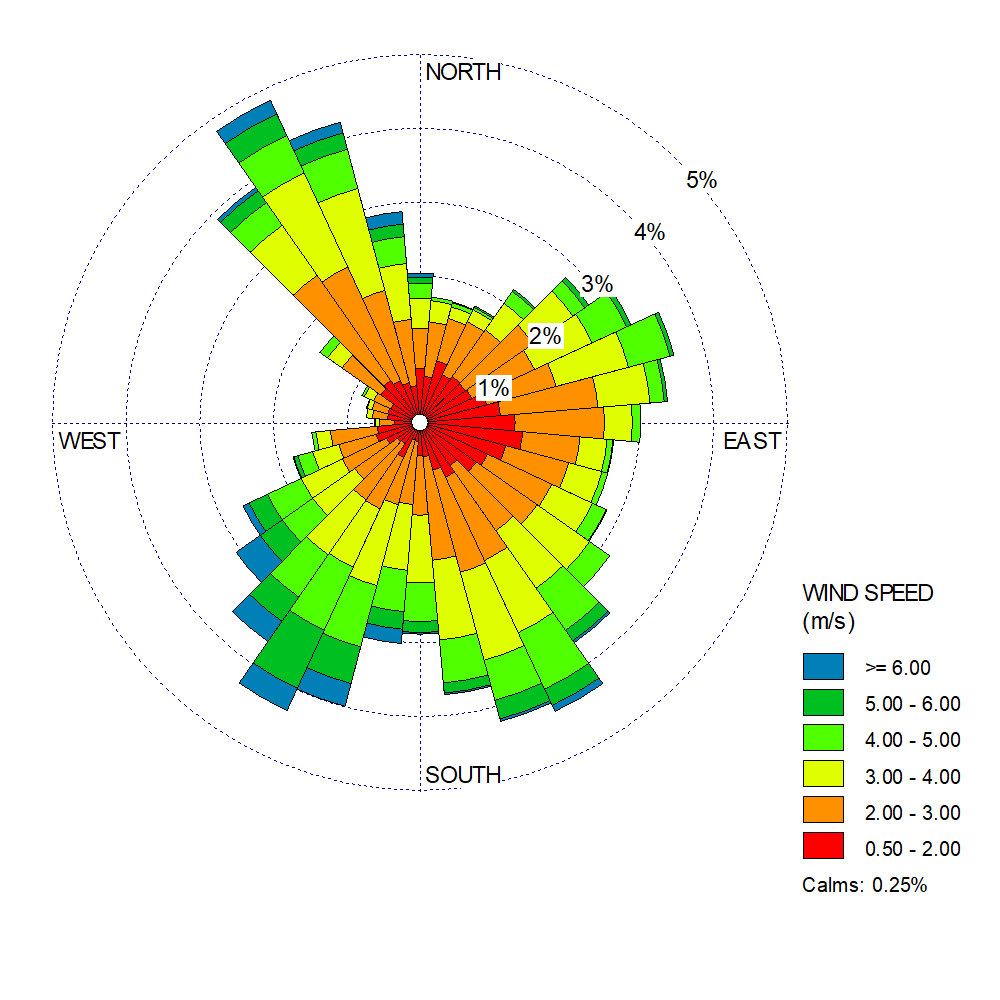 NORTH
5%
4%
3%
2%
1%
WEST
EAST
SOUTH
WIND SPEED
(m/s)
>= 6.00
5.00 - 6.00
4.00 - 5.00
3.00 - 4.00
2.00 - 3.00
0.50 - 2.00
Calms: 0.25%